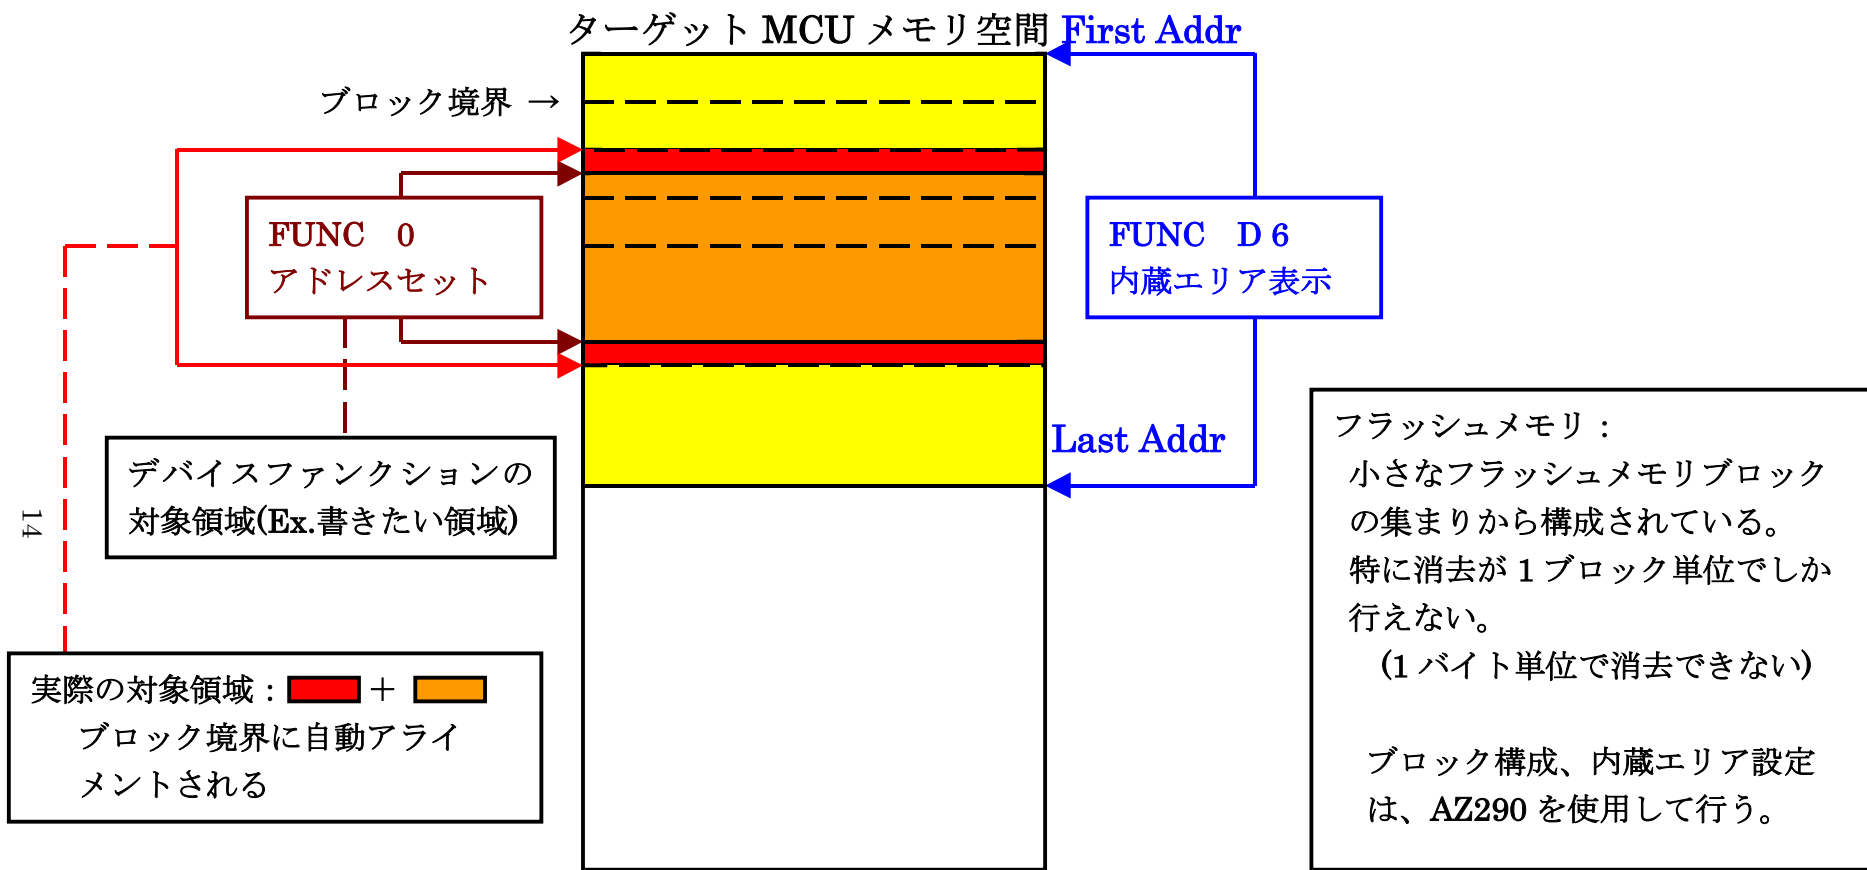 ターゲット MCU メモリ空間
First Addr
ブロック境界 →
FUNC 0
アドレスセット
FUNC D 6
内蔵エリア表示
Last Addr
デバイスファンクションの
対象領域(Ex.書きたい領域)
14
実際の対象領域 : +
ブロック境界に自動アライ
メントされる
フラッシュメモリ :
小さなフラッシュメモリブロック
の集まりから構成されている。
特に消去が 1 ブロック単位でしか
行えない。
(1 バイト単位で消去できない)
ブロック構成、内蔵エリア設定
は、AZ290 を使用して行う。